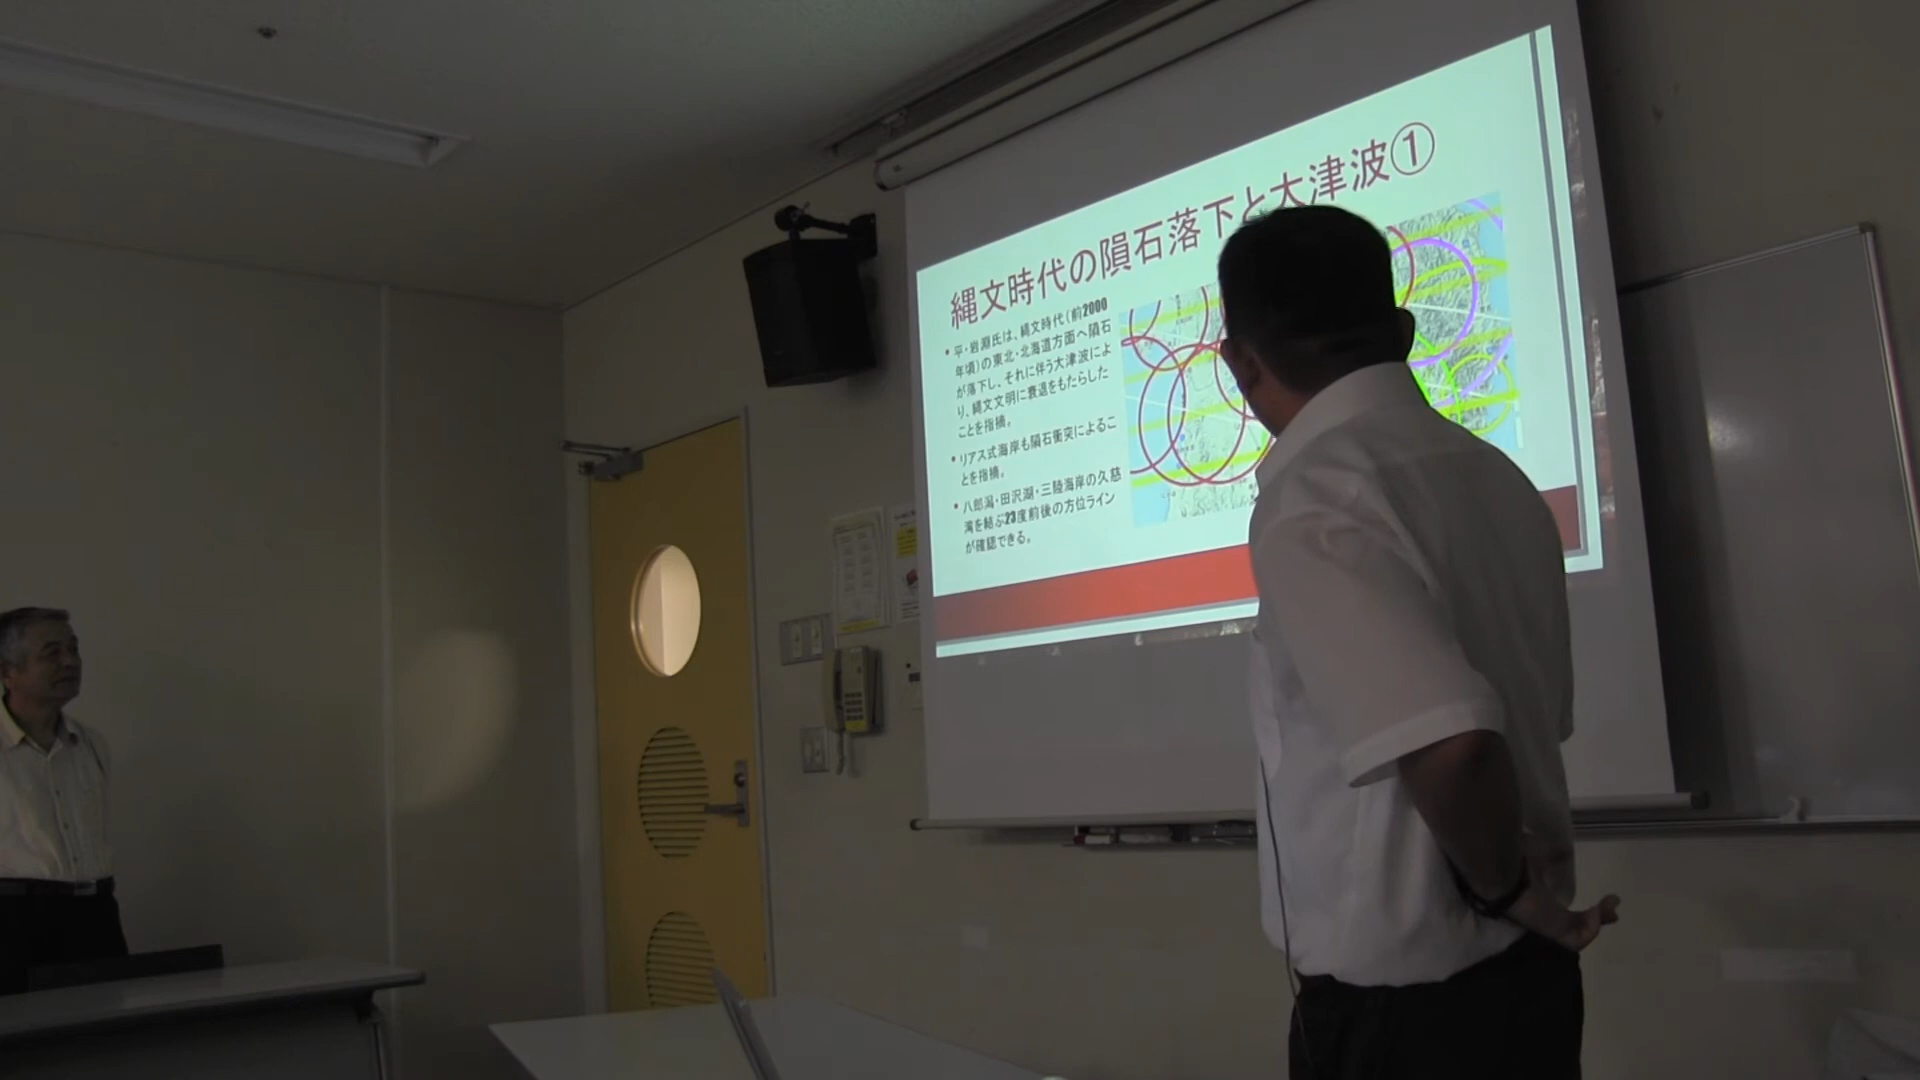 縄文時代の隕石落下と大津波①
• 平・岩淵氏は、縄文時代（前2000
年頃）の東北・北海道方面へ隕石
が落下し、それに伴う大津波によ
り、縄文文明に衰退をもたらした
ことを指摘。
• リアス式海岸も隕石衝突によるこ
とを指摘。
• 八郎潟・田沢湖・三陸海岸の久慈
湾を結ぶ23度前後の方位ライン
が確認できる。